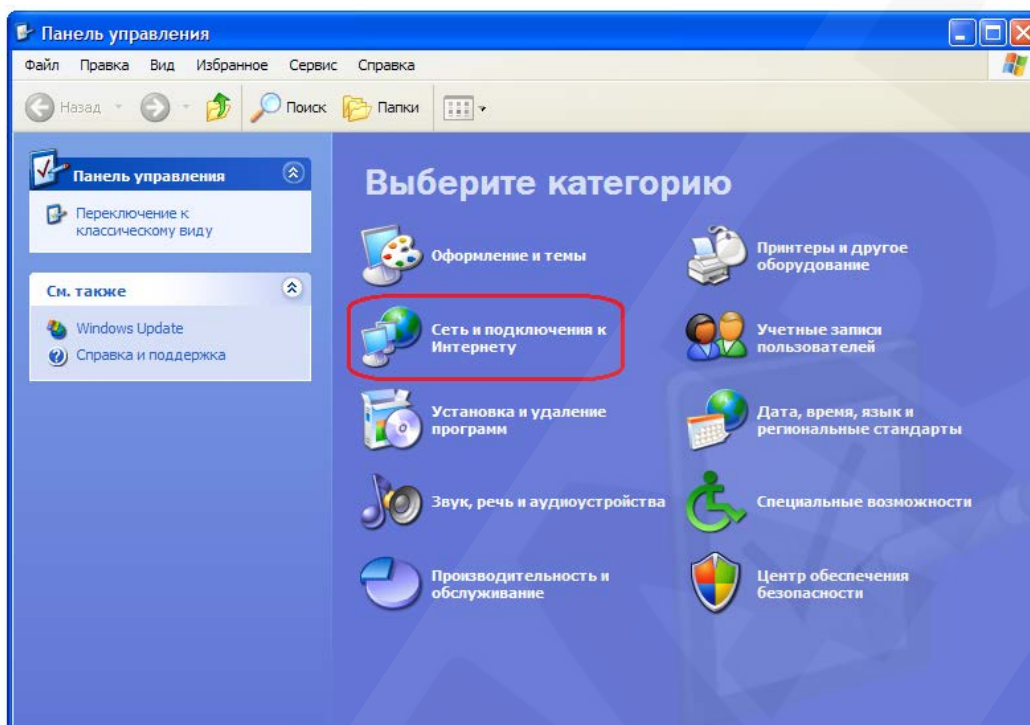 Панель управления
Файл Правка Вид Избранное Сервис Справка
Назад Поиск Папки
Панель управления
Переключение к
классическому виду
См. также
Windows Update
Справка и поддержка
Выберите категорию
Оформление и темы
Принтеры и другое
оборудование
Сеть и подключения к
Интернету
Учетные записи
пользователей
Установка и удаление
программ
Дата, время, язык и
региональные стандарты
Звук, речь и аудиоустройства
Специальные возможности
Производительность и
обслуживание
Центр обеспечения
безопасности